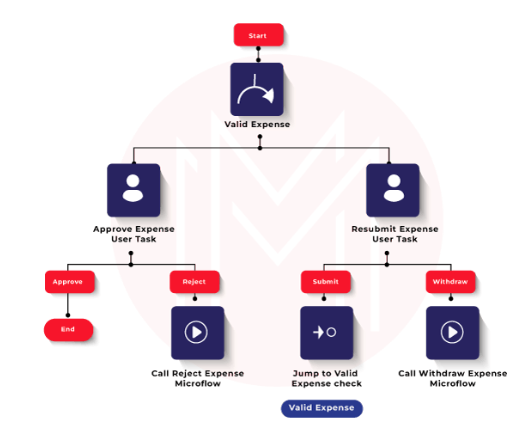 Start
Valid Expense
Approve Expense
User Task
Resubmit Expense
User Task
Approve
Reject
Submit
Withdraw
End
Call Reject Expense
Microflow
Jump to Valid
Expense check
Call Withdraw Expense
Microflow
Valid Expense